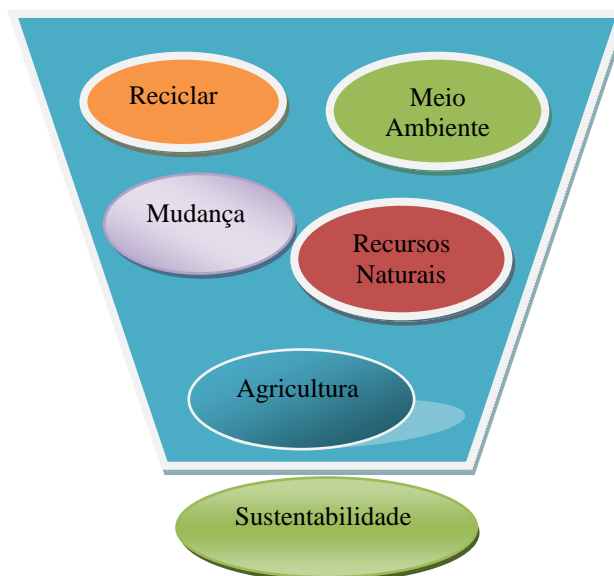 Reciclar
Meio
Ambiente
Mudança
Recursos
Naturais
Agricultura
Sustentabilidade